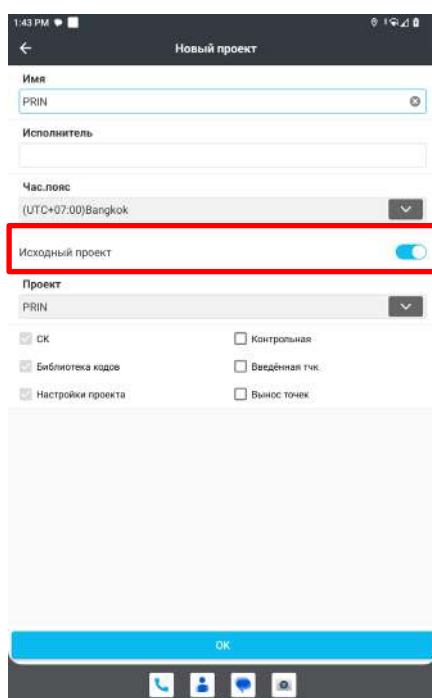 1:43 PM
Новый проект
Имя
PRIN
Исполнитель
Час.пояс
(UTC+07:00)Bangkok
Исходный проект
Проект
PRIN
СК
Контрольная
Библиотека кодов
Введённая тчк
Настройки проекта
Вынос точек
OK